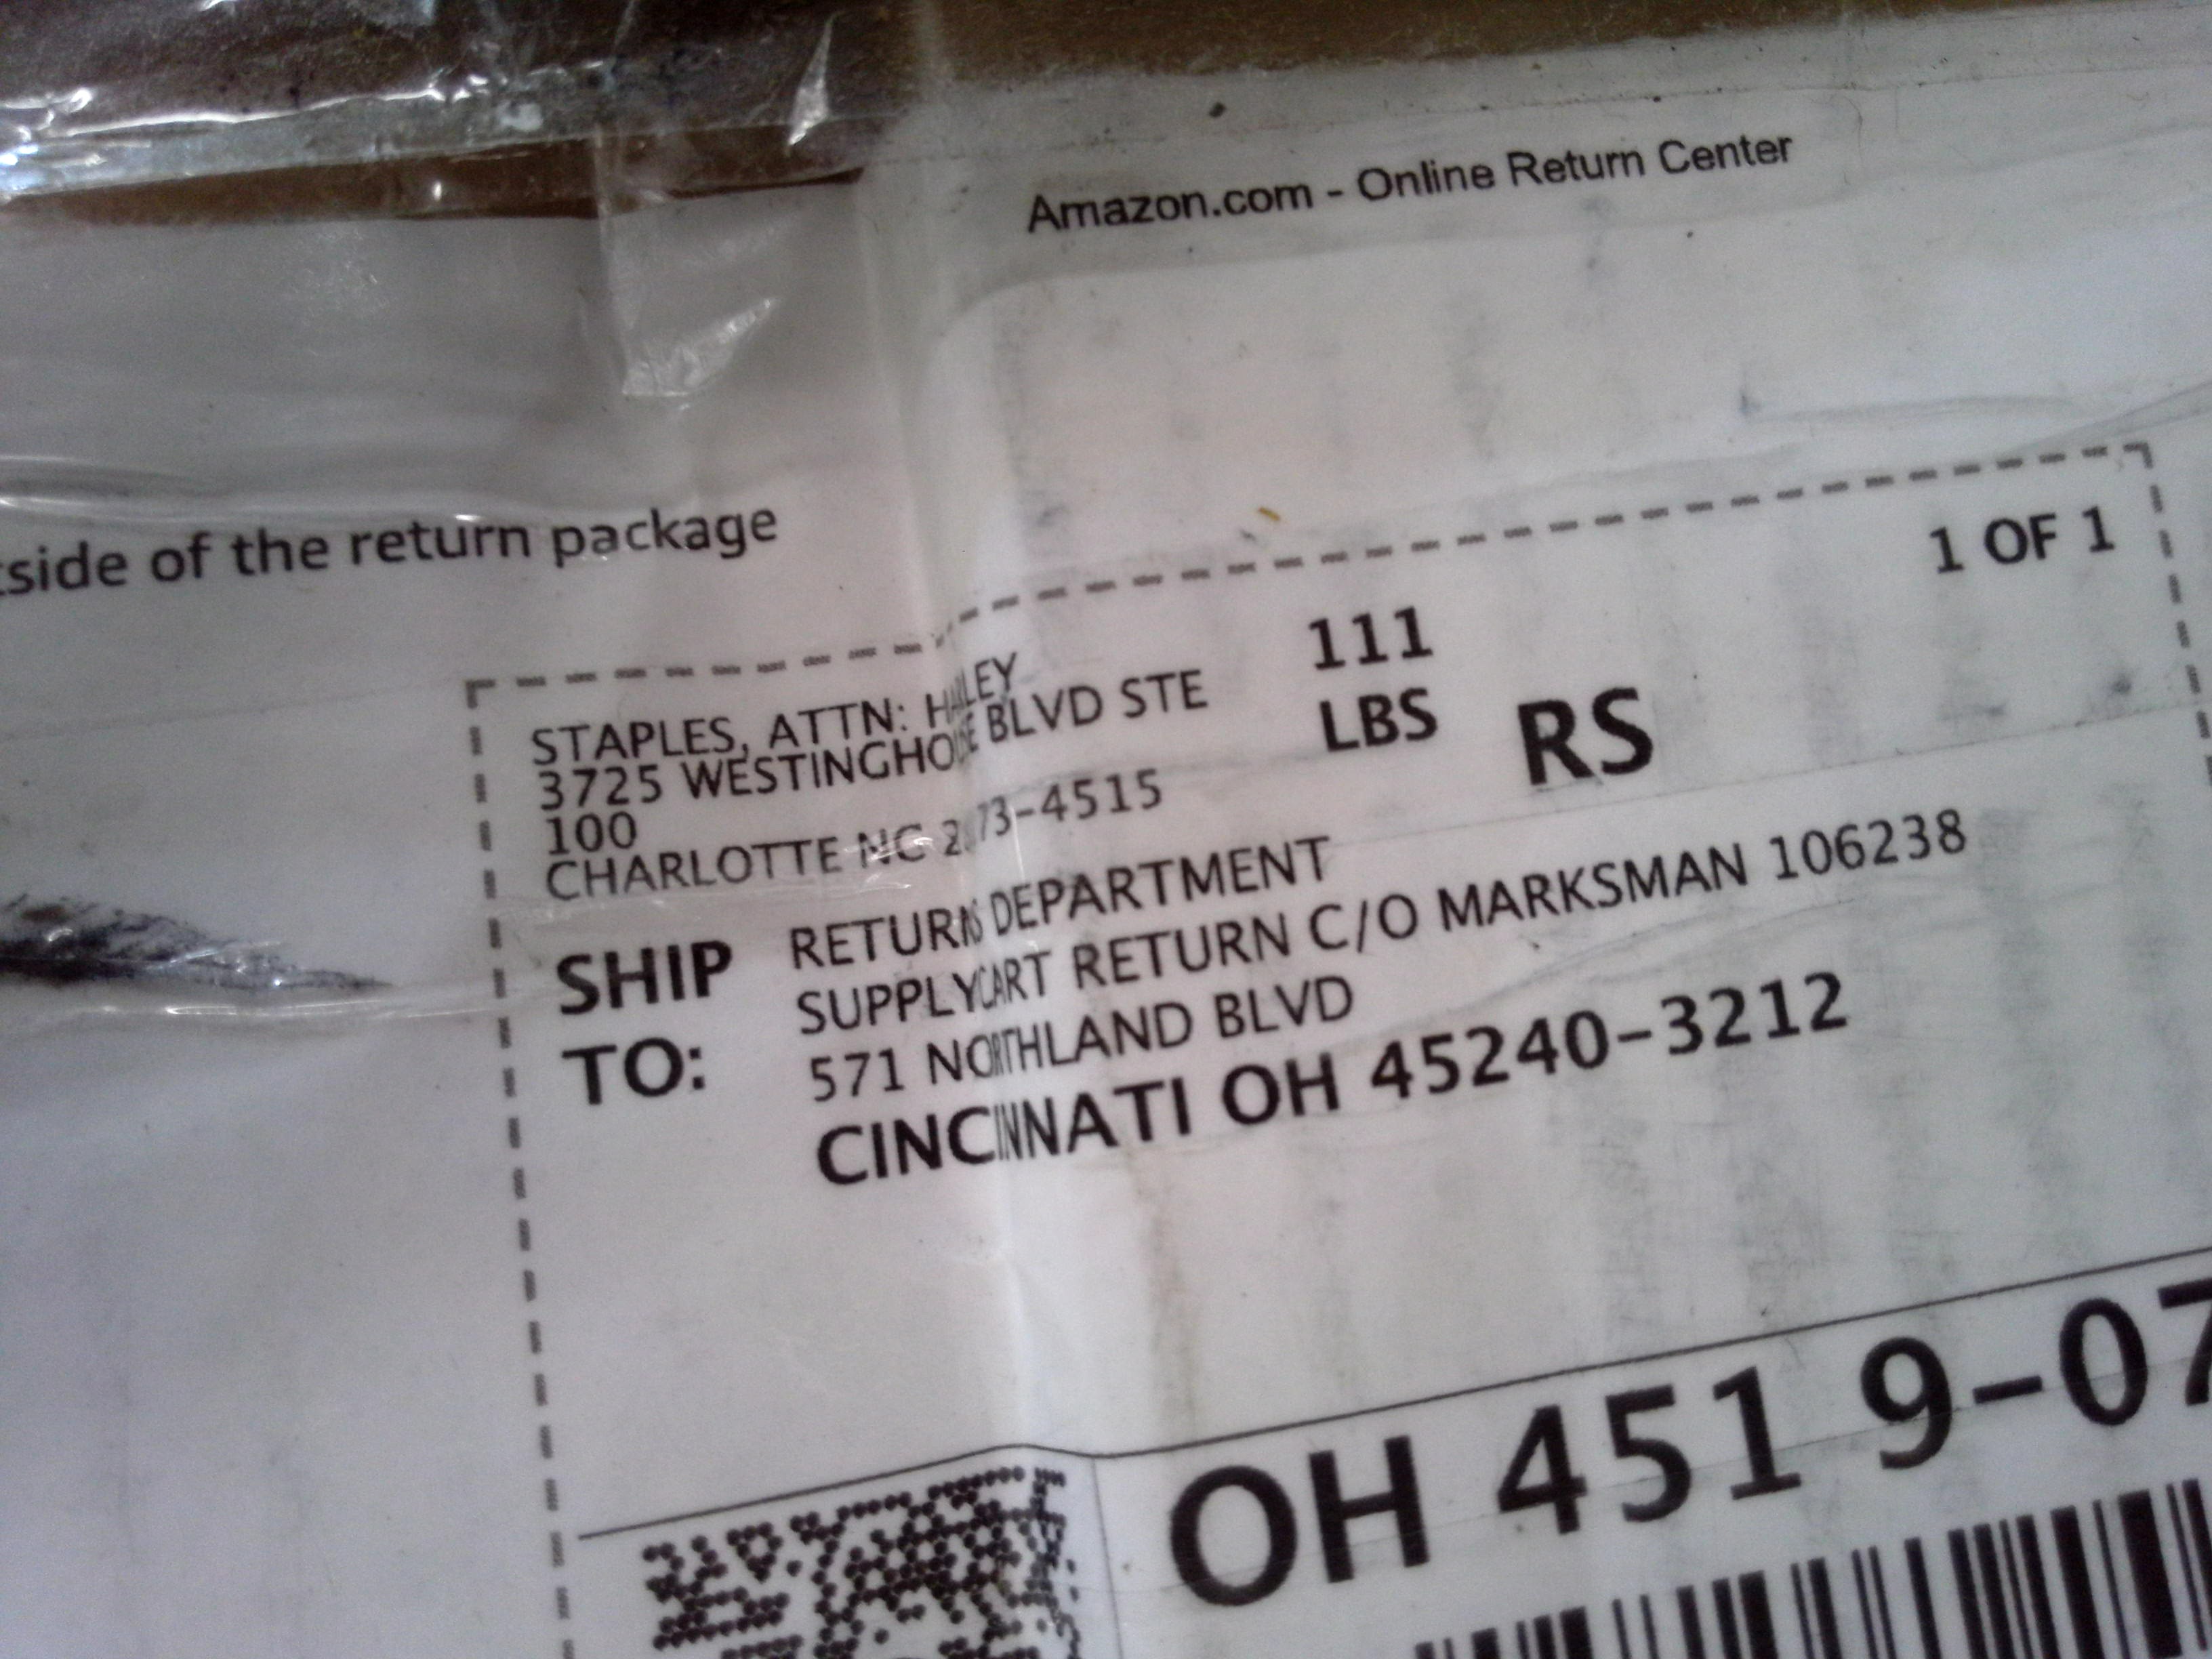 Amazon.com - Online Return Center
side of the return package
1 OF 1
STAPLES, ATTN: HALEY
111
3725 BLVD STE
LBS
RS
100
CHARLOTTE NC
SHIP
TO:
RETURNS DEPARTMENT
SUPPLYCART RETURN C/O MARKSMAN 106238
571 NORTHLAND BLVD
CINCINNATI OH 45240-3212
OH 451 9-07